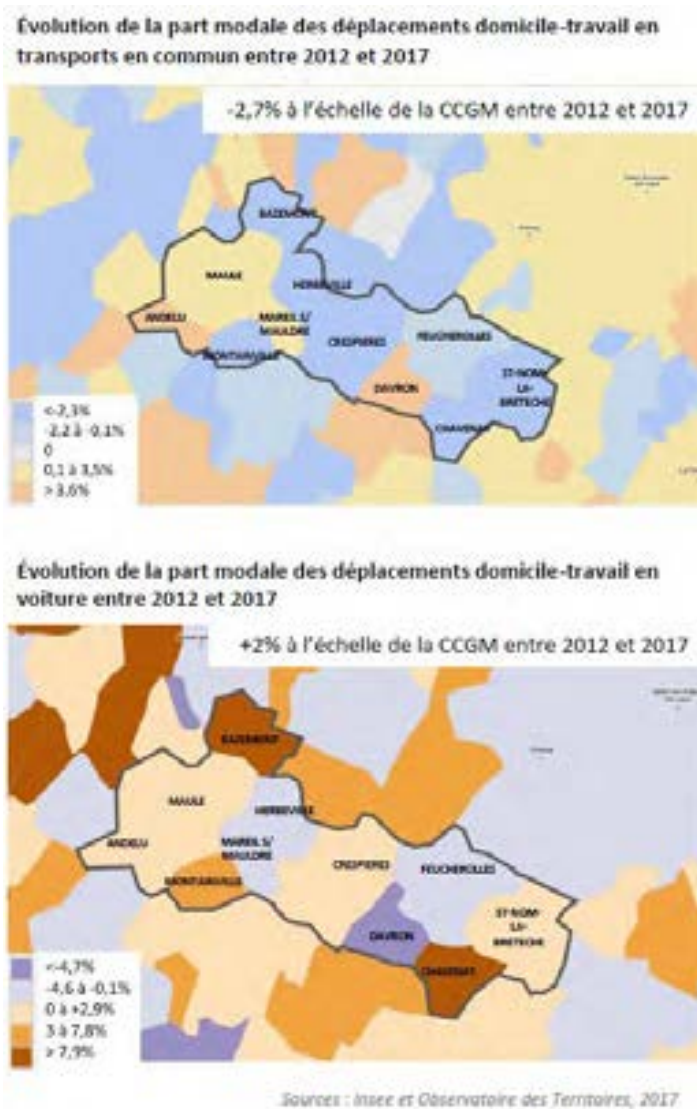 Évolution de la part modale des déplacements domicile-travail en
transports en commun entre 2012 et 2017
-2,7% à l'échelle de la CCGM entre 2012 et 2017
BAZEMONT
MAULE
HERBEVILLE
ANDELU
MAREIL S/
MAULDRE
CRESPIERES
FEUCHEROLLES
MONTAINVILLE
DAVRON
ST-NOM-
LA-
BRETECHE
CHAVENAY
<-2,3%
-2,2 à -0,1%
0
0,1 à 3,5%
> 3,6%
Évolution de la part modale des déplacements domicile-travail en
voiture entre 2012 et 2017
+2% à l'échelle de la CCGM entre 2012 et 2017
BAZEMONT
MAULE
HERBEVILLE
ANDELU
MAREIL S/
MAULDRE
CRESPIERES
FEUCHEROLLES
MONTAINVILLE
ST-NOM-
LA-
BRETECHE
DAVRON
CHAVENAY
<-4,7%
-4,6 à -0,1%
0 à +2,9%
3 à 7,8%
> 7,9%
Sources : Insee et Observatoire des Territoires, 2017